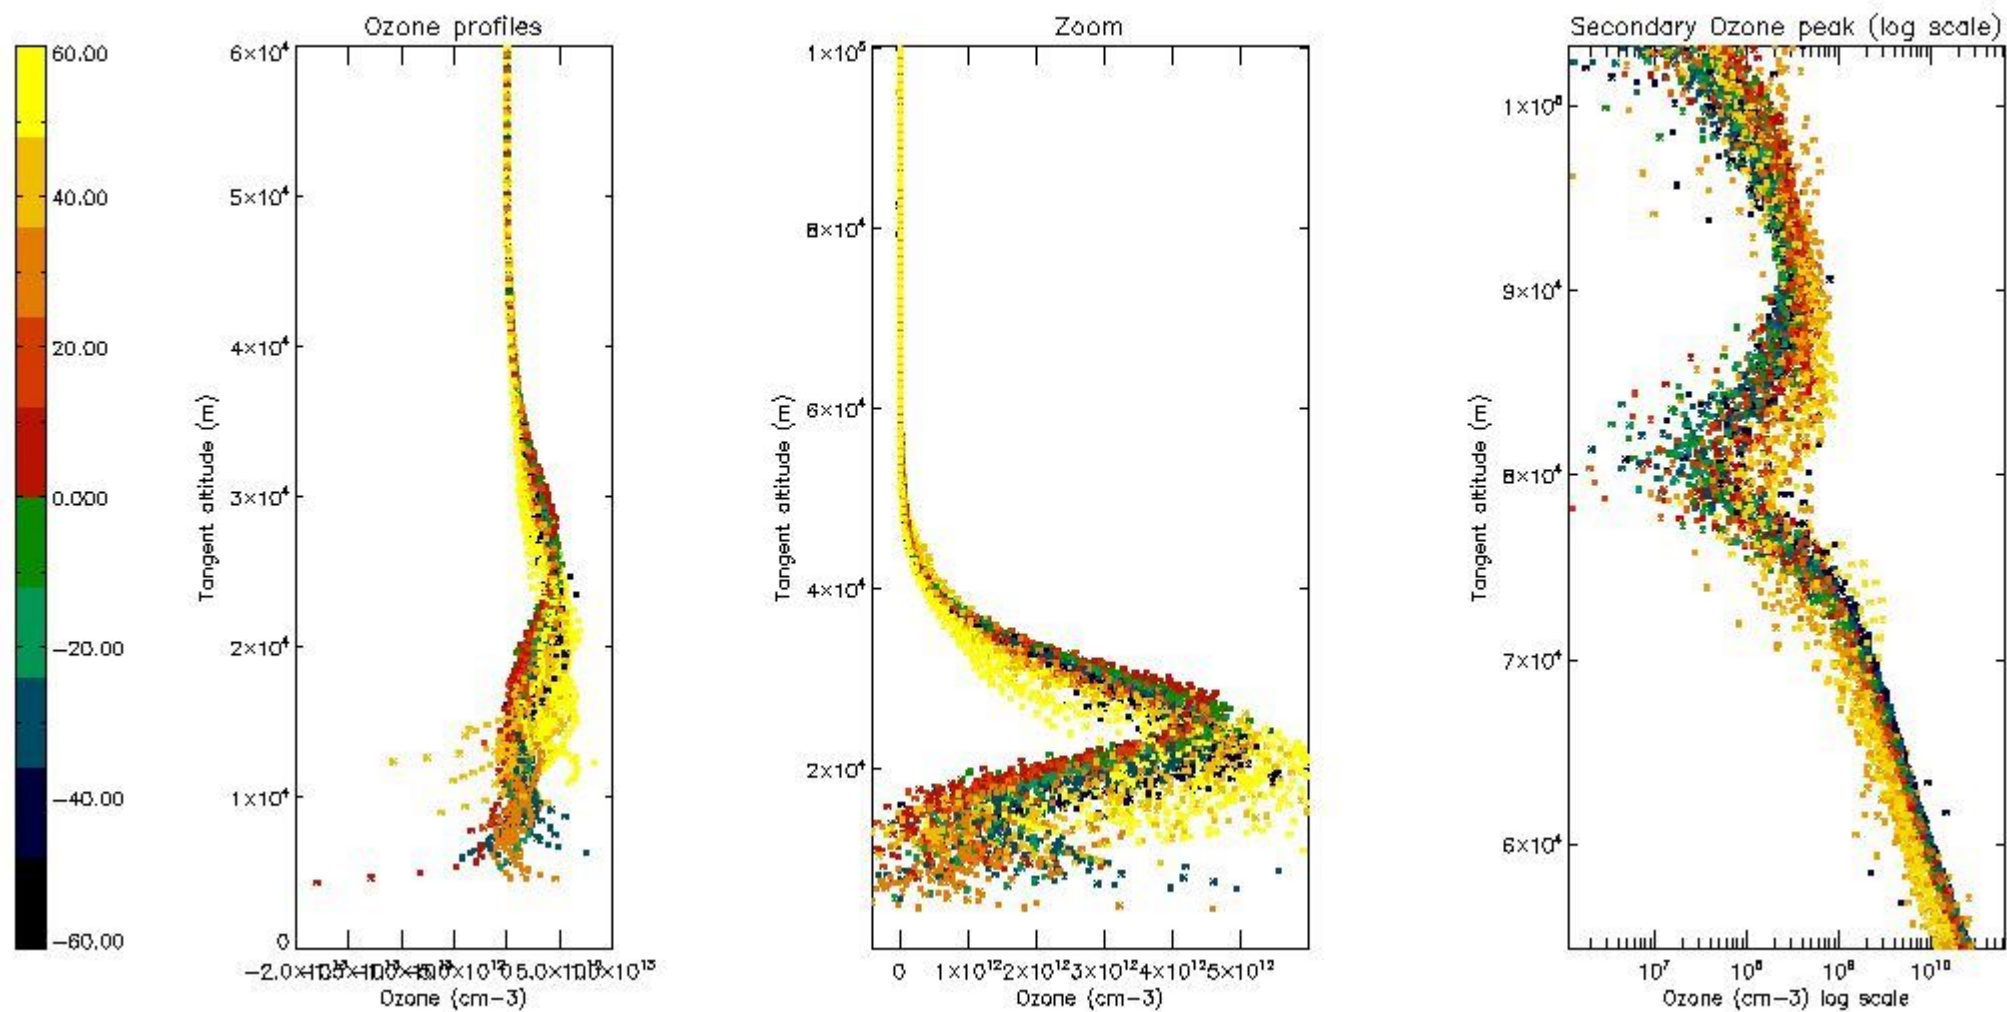 Ozone profiles
Zoom
Secondary Ozone peak (log scale)
60.00
40.00
20.00
-20.00
-40.00
-60.00
6×10⁴
5×10⁴
4×10⁴
3×10⁴
2×10⁴
1×10⁴
0
Tangent altitude (m)
Ozone (cm-3)
1×10⁵
8×10⁴
6×10⁴
4×10⁴
2×10⁴
Tangent altitude (m)
0 1×10¹² 2×10¹² 3×10¹² 4×10¹² 5×10¹²
Ozone (cm-3)
9×10⁴
8×10⁴
7×10⁴
6×10⁴
Tangent altitude (m)
10⁷ 10⁸ 10⁹ 10¹⁰
Ozone (cm-3) log scale